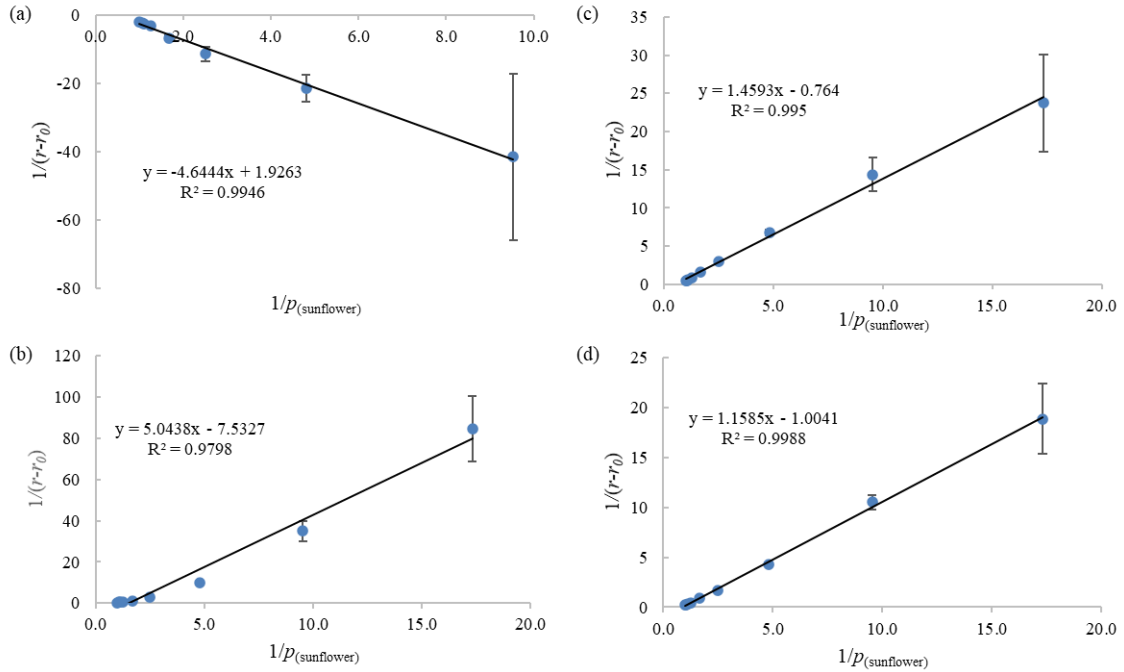 (a)
0
0.0 2.0 4.0 6.0 8.0 10.0
-20
-40
-60
-80
1/(r-r₀)
y = -4.6444x + 1.9263
R² = 0.9946
1/p(sunflower)
(b)
120
100
80
60
40
20
0
1/(r-r₀)
y = 5.0438x - 7.5327
R² = 0.9798
0.0 5.0 10.0 15.0 20.0
1/p(sunflower)
(c)
35
30
25
20
15
10
5
0
1/(r-r₀)
y = 1.4593x - 0.764
R² = 0.995
0.0 5.0 10.0 15.0 20.0
1/p(sunflower)
(d)
25
20
15
10
5
0
1/(r-r₀)
y = 1.1585x - 1.0041
R² = 0.9988
0.0 5.0 10.0 15.0 20.0
1/p(sunflower)